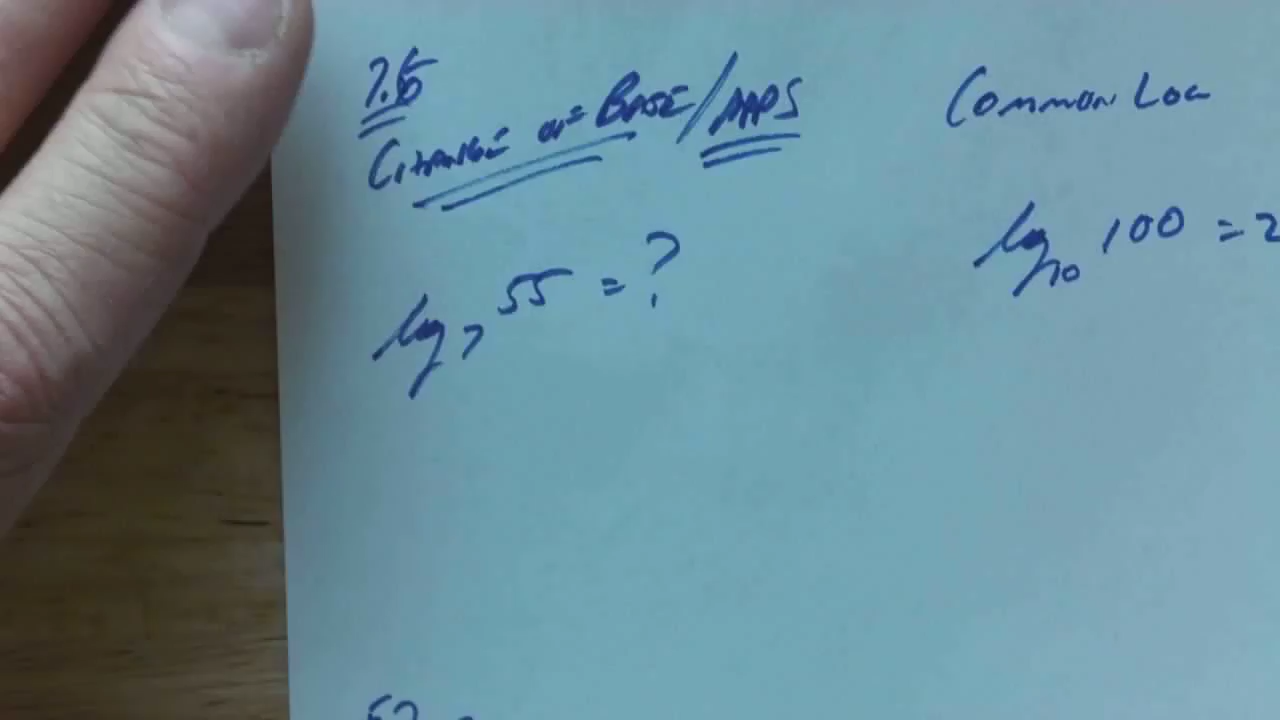 7.6
CHANGE OF BASE/APPS
COMMON LOG
log₇ 55 = ?
log₁₀ 100 = 2